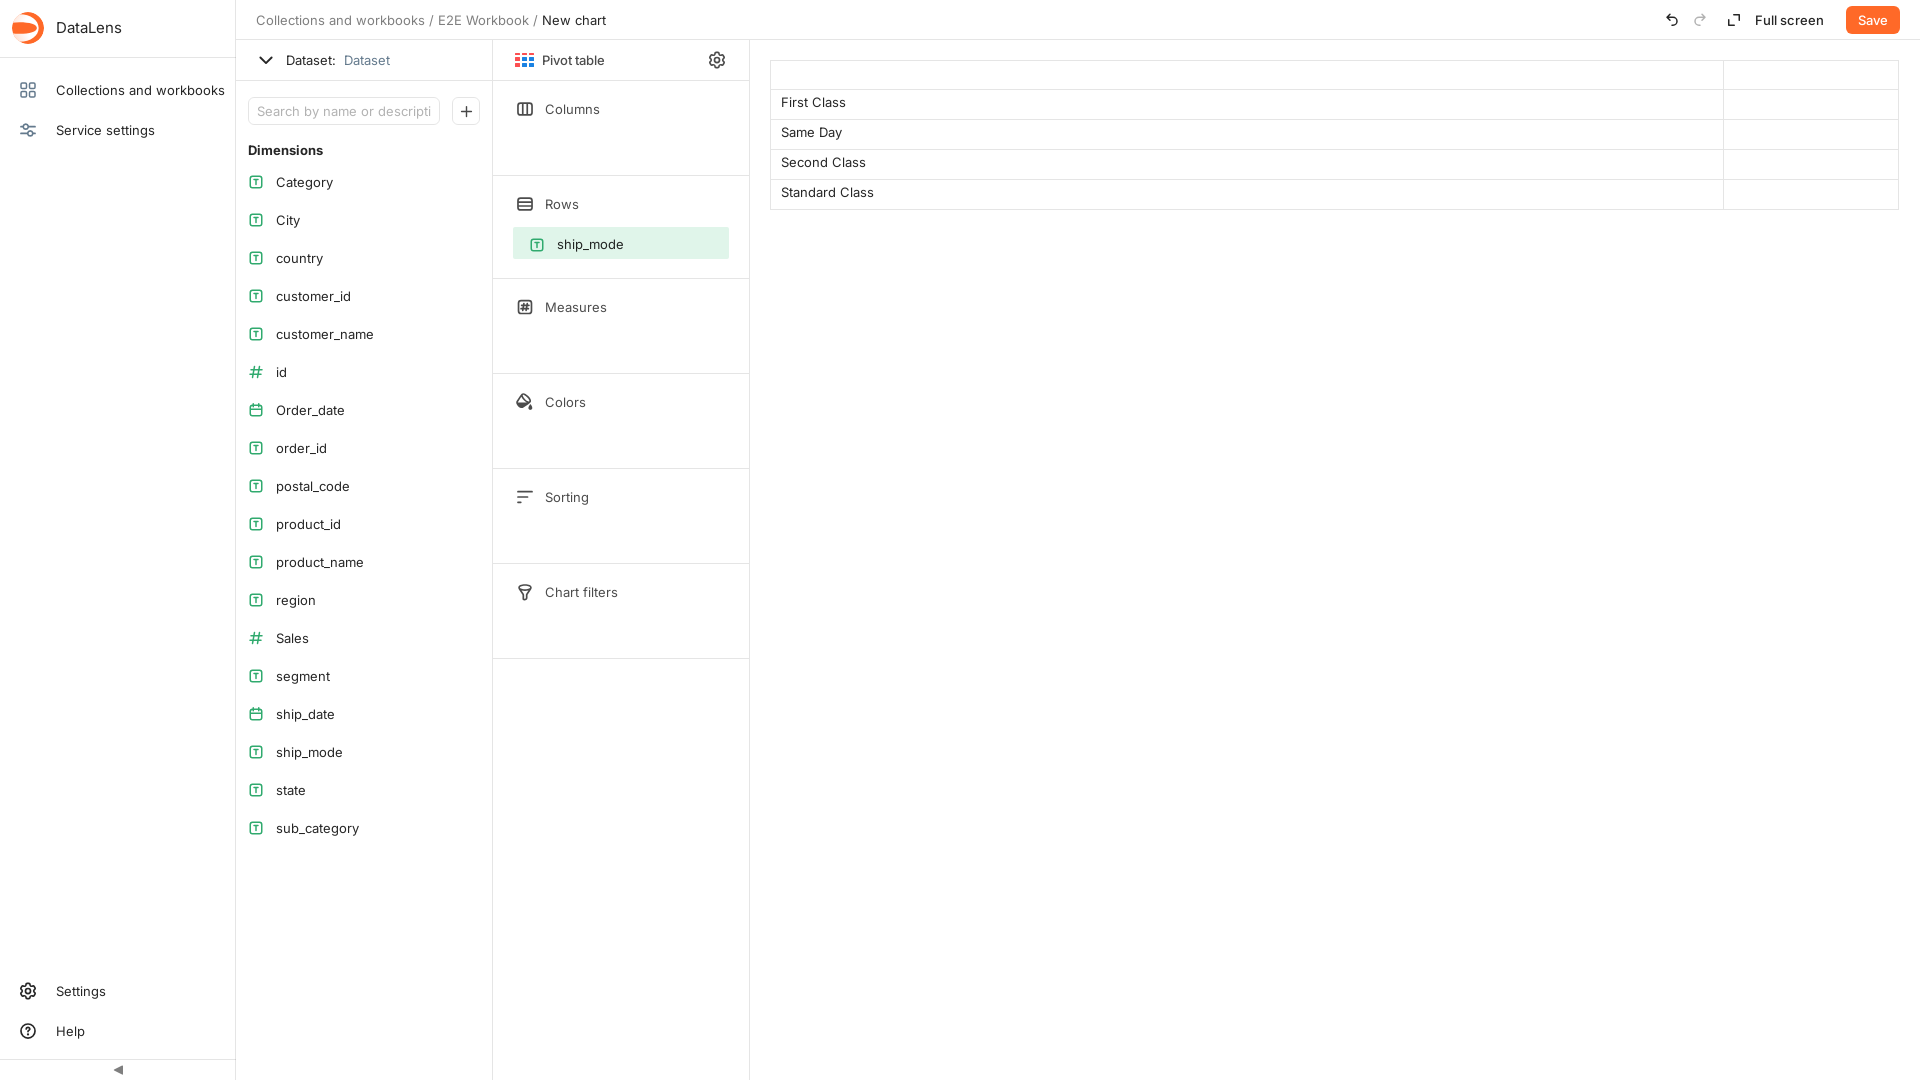 DataLens
Collections and workbooks
Service settings
Settings
Help
Collections and workbooks / E2E Workbook / New chart
Full screen
Save
Dataset: Dataset
Search by name or descripti
Dimensions
Category
City
country
customer_id
customer_name
id
Order_date
order_id
postal_code
product_id
product_name
region
Sales
segment
ship_date
ship_mode
state
sub_category
Pivot table
Columns
Rows
ship_mode
Measures
Colors
Sorting
Chart filters
First Class
Same Day
Second Class
Standard Class